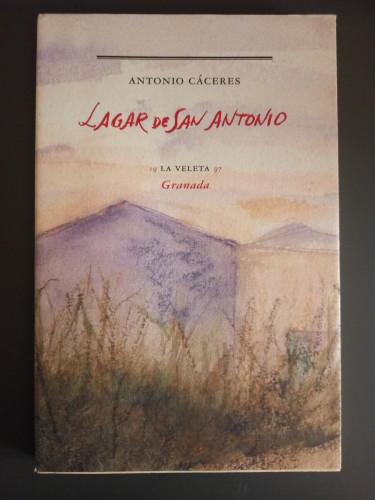 ANTONIO CÁCERES
LAGAR DE SAN ANTONIO
19 LA VELETA 97
Granada